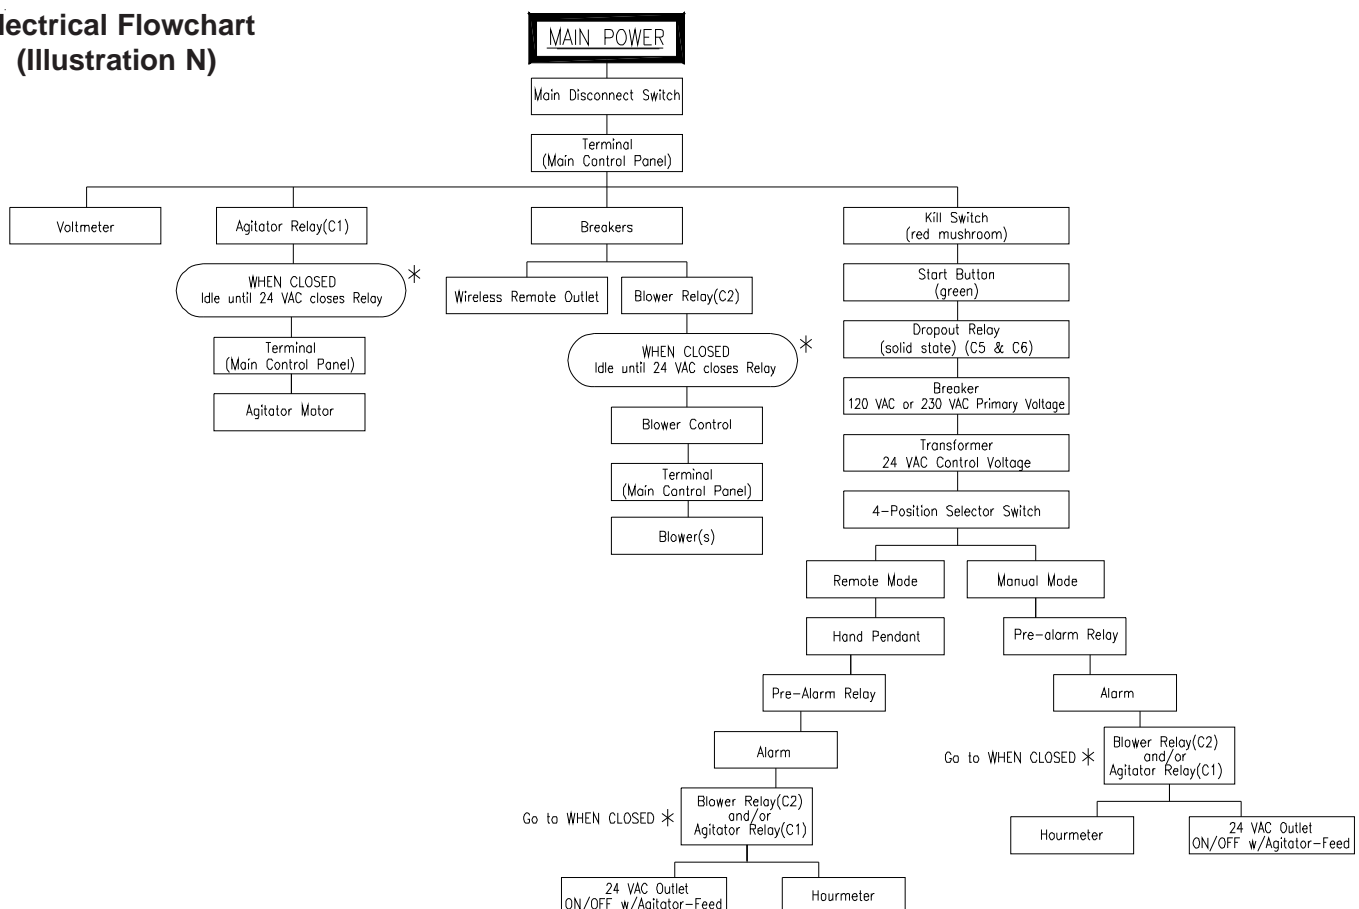 lectrical Flowchart
(Illustration N)
MAIN POWER
Main Disconnect Switch
Terminal
(Main Control Panel)
Voltmeter
Agitator Relay(C1)
Breakers
Kill Switch
(red mushroom)
WHEN CLOSED
Idle until 24 VAC closes Relay
*
Terminal
(Main Control Panel)
Agitator Motor
Wireless Remote Outlet
Blower Relay(C2)
WHEN CLOSED
Idle until 24 VAC closes Relay
*
Blower Control
Terminal
(Main Control Panel)
Blower(s)
Start Button
(green)
Dropout Relay
(solid state) (C5 & C6)
Breaker
120 VAC or 230 VAC Primary Voltage
Transformer
24 VAC Control Voltage
4-Position Selector Switch
Remote Mode
Manual Mode
Hand Pendant
Pre-alarm Relay
Pre-Alarm Relay
Alarm
Alarm
Go to WHEN CLOSED *
Blower Relay(C2)
and/or
Agitator Relay(C1)
Go to WHEN CLOSED *
Blower Relay(C2)
and/or
Agitator Relay(C1)
Hourmeter
24 VAC Outlet
ON/OFF w/Agitator-Feed
24 VAC Outlet
ON/OFF w/Agitator-Feed
Hourmeter